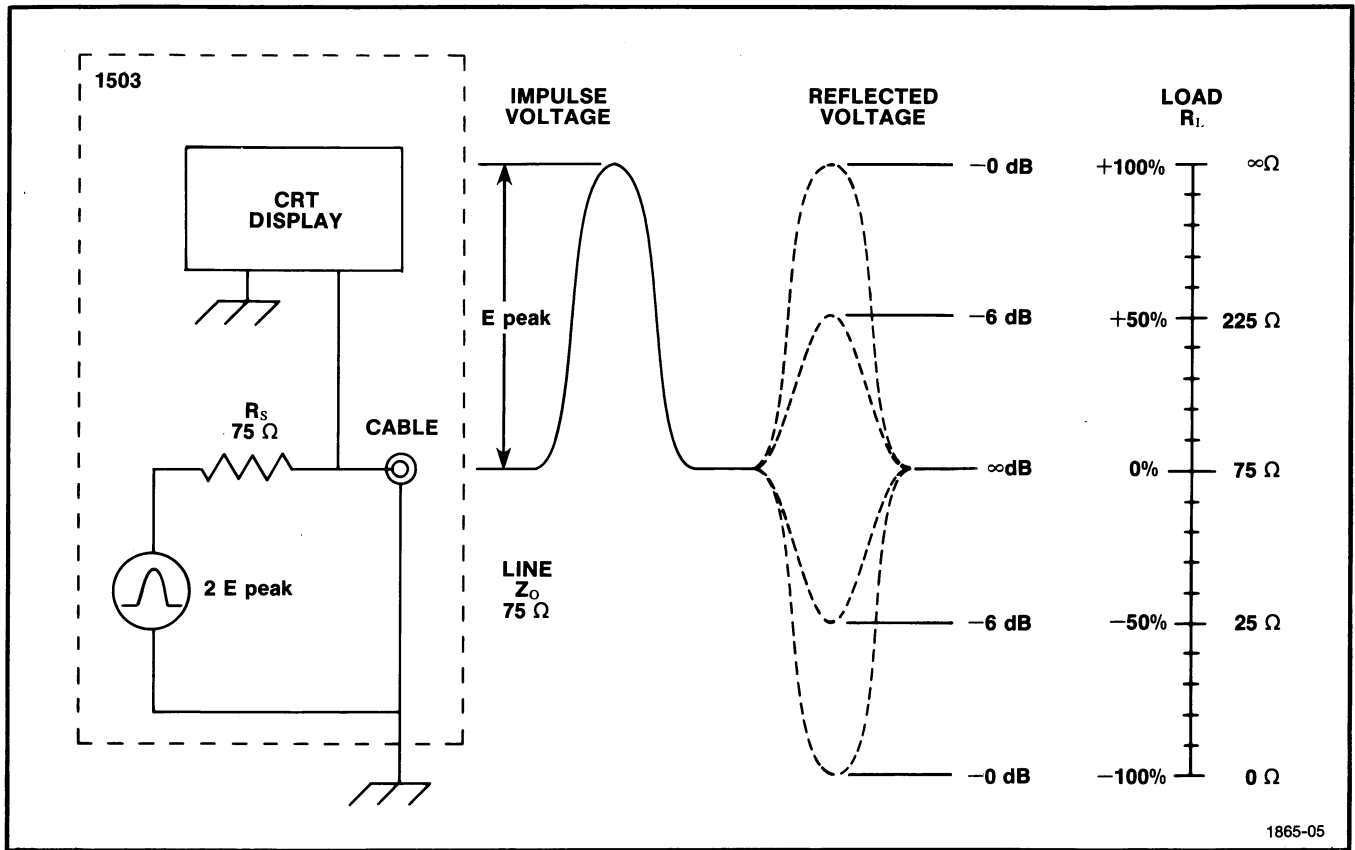 1503
CRT
DISPLAY
RS
75 Ω
CABLE
2 E peak
IMPULSE
VOLTAGE
E peak
LINE
ZO
75 Ω
REFLECTED
VOLTAGE
−0 dB
−6 dB
∞dB
−6 dB
−0 dB
LOAD
RL
+100% ∞Ω
+50% 225 Ω
0% 75 Ω
−50% 25 Ω
−100% 0 Ω
1865-05